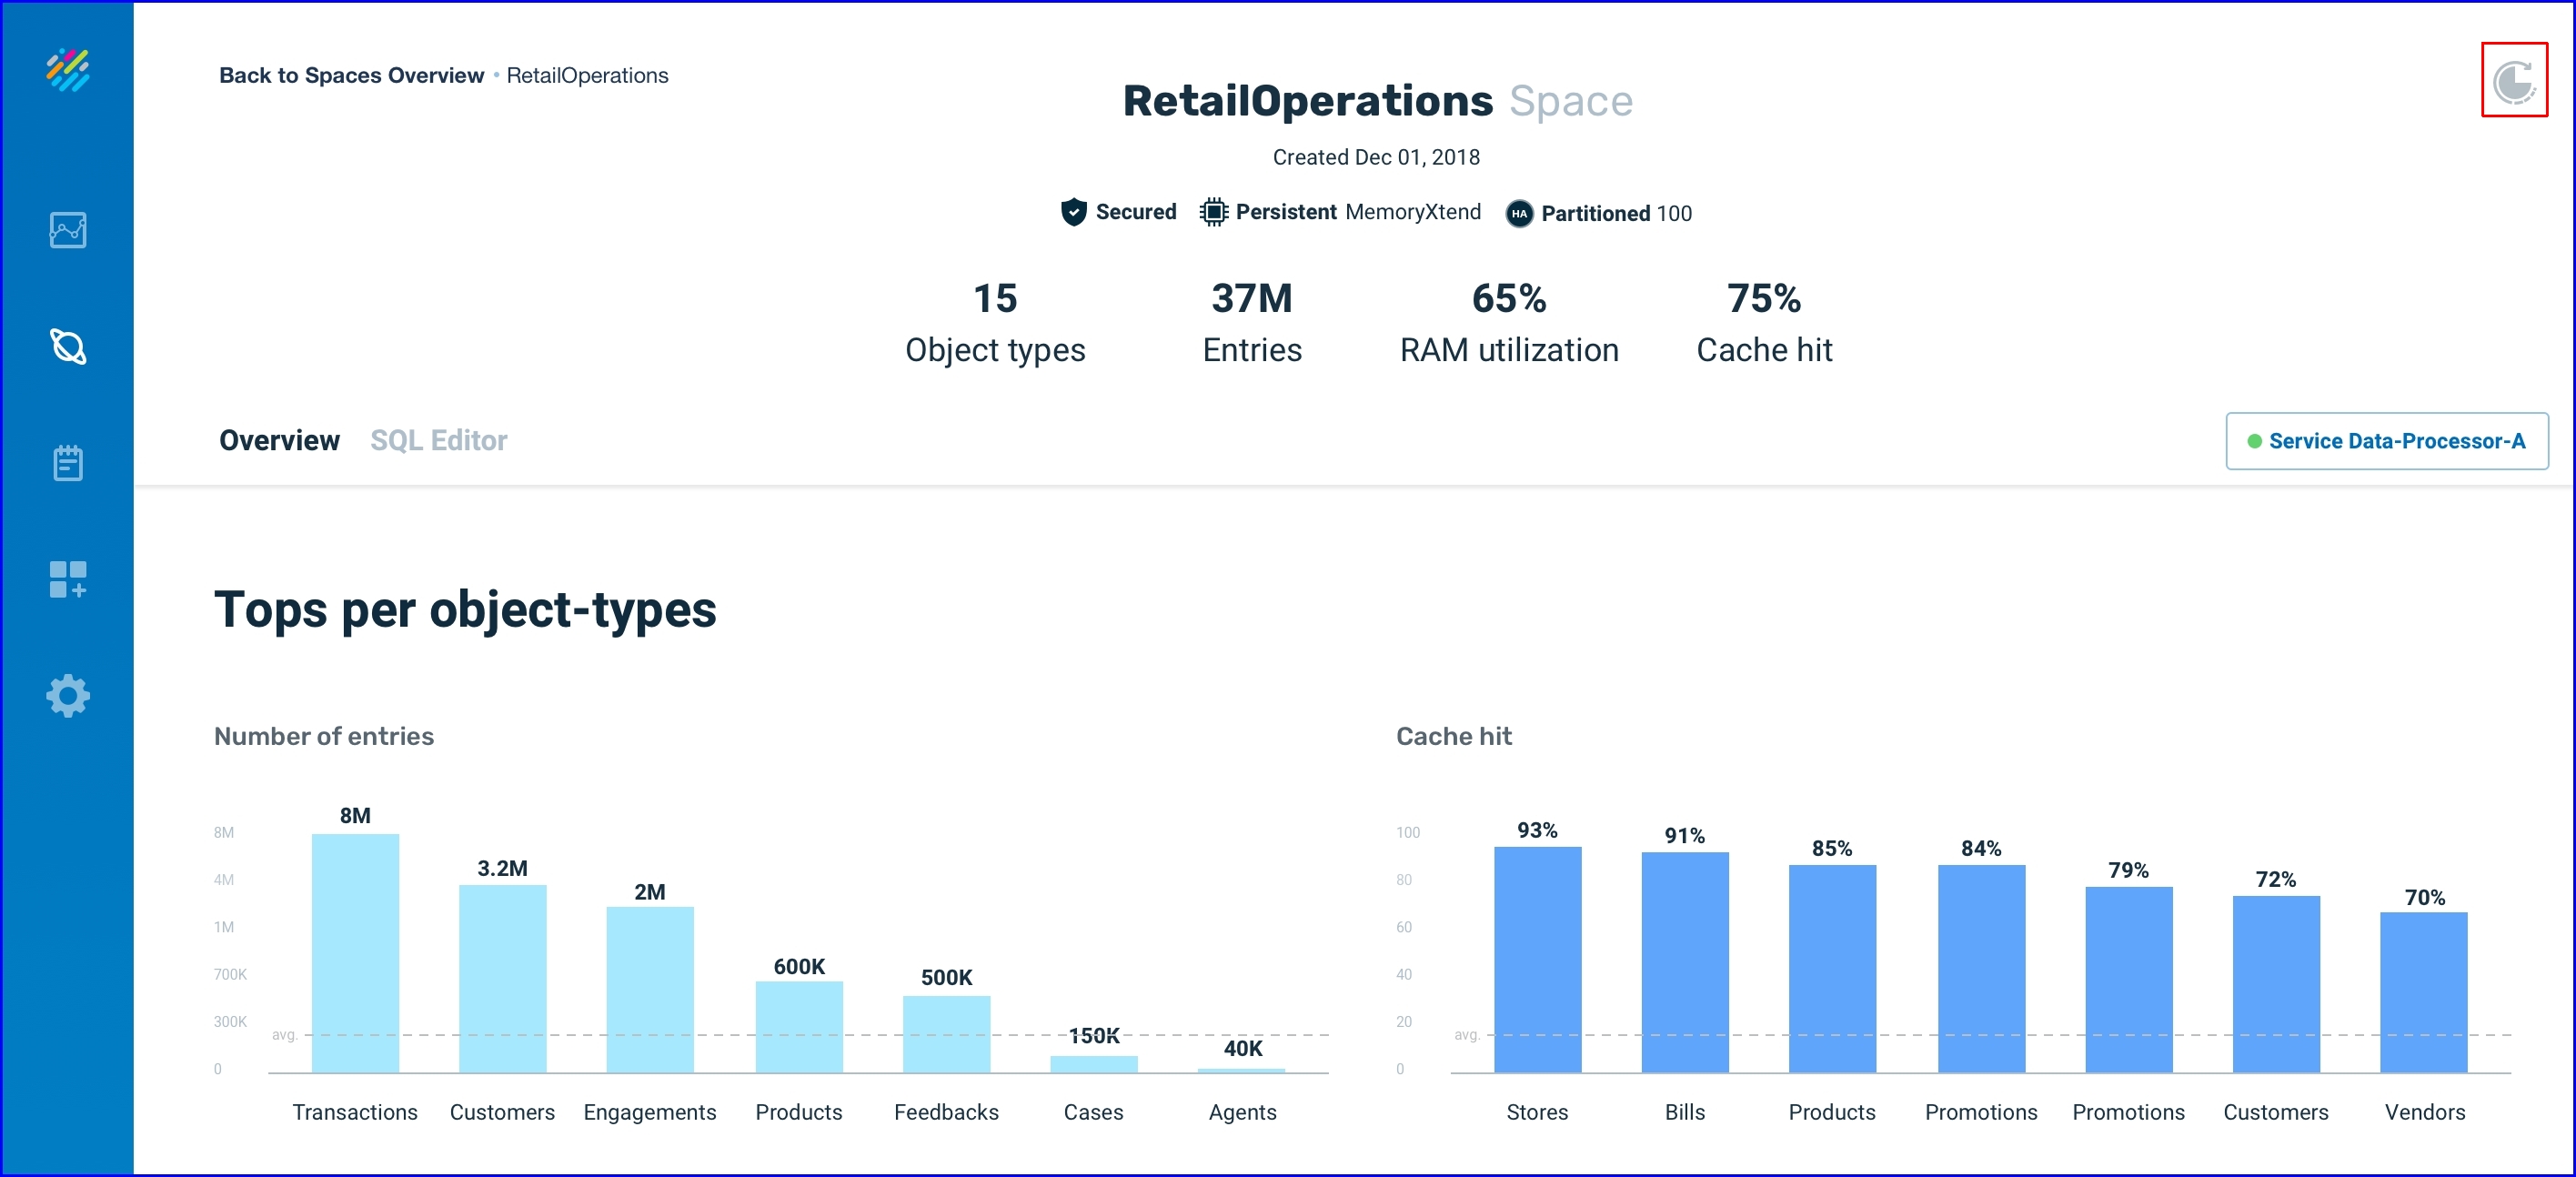 Back to Spaces Overview • RetailOperations
RetailOperations Space
Created Dec 01, 2018
Secured Persistent MemoryXtend HA Partitioned 100
15 37M 65% 75%
Object types Entries RAM utilization Cache hit
Overview SQL Editor Service Data-Processor-A
Tops per object-types
Number of entries
8M
4M
1M
700K
300K
0
avg.
8M
3.2M
2M
600K
500K
150K
40K
Transactions Customers Engagements Products Feedbacks Cases Agents
Cache hit
100
80
60
40
20
0
avg.
93%
91%
85%
84%
79%
72%
70%
Stores Bills Products Promotions Promotions Customers Vendors